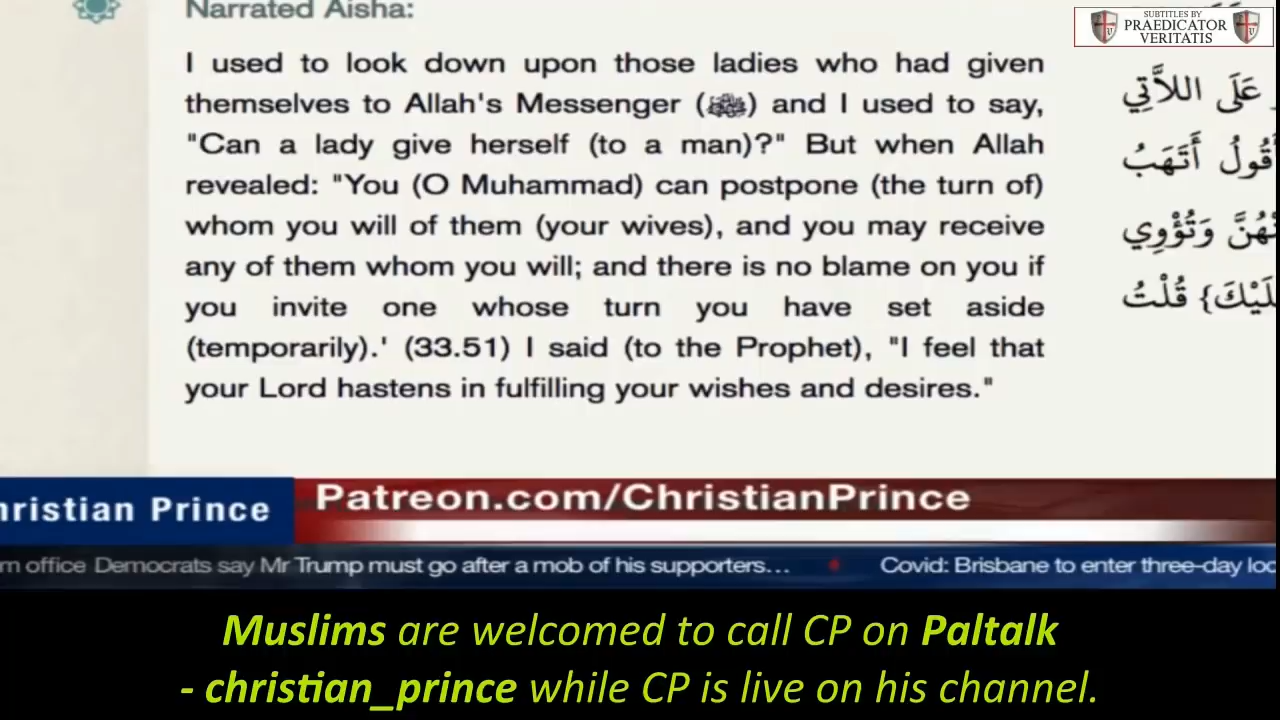 SUBTITLES BY
PRAEDICATOR
VERITATIS
Narrated Aisha:
I used to look down upon those ladies who had given
themselves to Allah's Messenger (ﷺ) and I used to say,
"Can a lady give herself (to a man)?" But when Allah
revealed: "You (O Muhammad) can postpone (the turn of)
whom you will of them (your wives), and you may receive
any of them whom you will; and there is no blame on you if
you invite one whose turn you have set aside
(temporarily).' (33.51) I said (to the Prophet), "I feel that
your Lord hastens in fulfilling your wishes and desires."
عَلَى اللاَّتِي
أَقُولُ أَتَهَبُ
وَتُؤْوِي
عَلَيْكَ} قُلْتُ
hristian Prince
Patreon.com/ChristianPrince
m office Democrats say Mr Trump must go after a mob of his supporters... Covid: Brisbane to enter three-day loc
Muslims are welcomed to call CP on Paltalk
- christian_prince while CP is live on his channel.